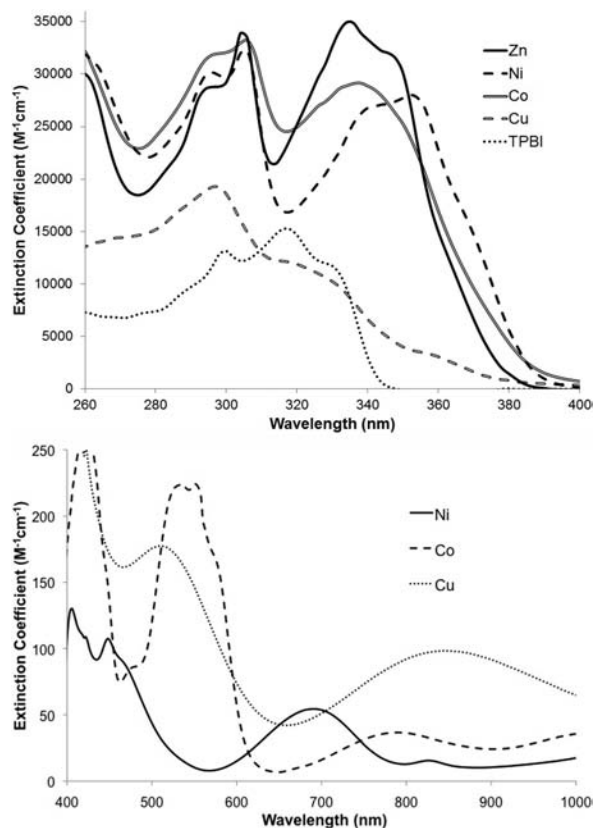 35000
30000
25000
20000
15000
10000
5000
0
Extinction Coefficient (M⁻¹cm⁻¹)
Zn
Ni
Co
Cu
TPBI
260 280 300 320 340 360 380 400
Wavelength (nm)
250
200
150
100
50
0
Extinction Coefficient (M⁻¹cm⁻¹)
Ni
Co
Cu
400 500 600 700 800 900 1000
Wavelength (nm)